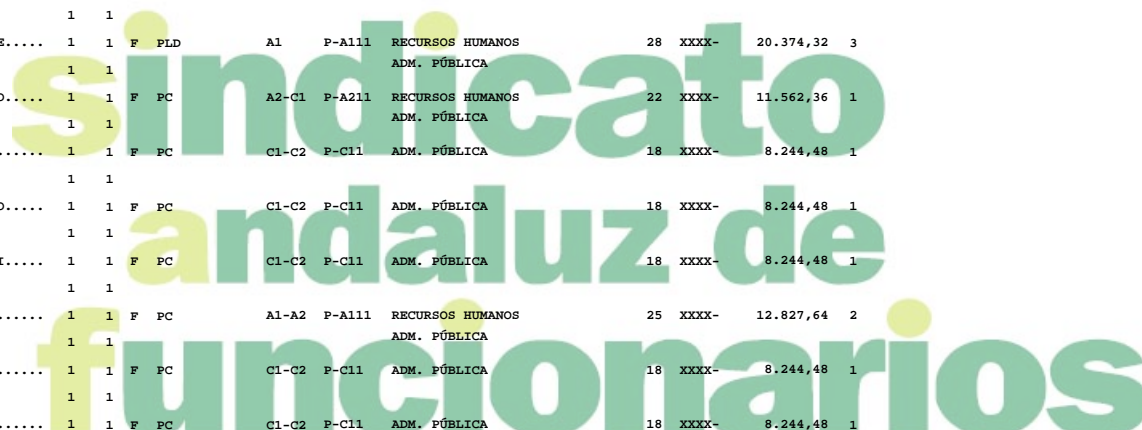 1 1
E..... 1 1 F PLD A1 P-A111 RECURSOS HUMANOS 28 XXXX- 20.374,32 3
ADM. PÚBLICA
1 1
O..... 1 1 F PC A2-C1 P-A211 RECURSOS HUMANOS 22 XXXX- 11.562,36 1
ADM. PÚBLICA
1 1
..... 1 1 F PC C1-C2 P-C11 ADM. PÚBLICA 18 XXXX- 8.244,48 1
1 1
O..... 1 1 F PC C1-C2 P-C11 ADM. PÚBLICA 18 XXXX- 8.244,48 1
1 1
I..... 1 1 F PC C1-C2 P-C11 ADM. PÚBLICA 18 XXXX- 8.244,48 1
1 1
..... 1 1 F PC A1-A2 P-A111 RECURSOS HUMANOS 25 XXXX- 12.827,64 2
ADM. PÚBLICA
1 1
..... 1 1 F PC C1-C2 P-C11 ADM. PÚBLICA 18 XXXX- 8.244,48 1
1 1
..... 1 1 F PC C1-C2 P-C11 ADM. PÚBLICA 18 XXXX- 8.244,48 1
sindicato
andaluz de
funcionarios